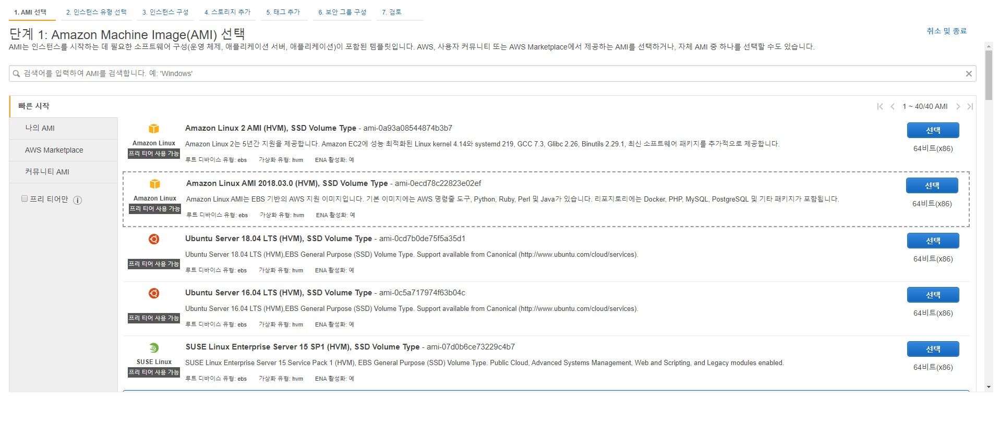 1. AMI 선택 2. 인스턴스 유형 선택 3. 인스턴스 구성 4. 스토리지 추가 5. 태그 추가 6. 보안 그룹 구성 7. 검토
단계 1: Amazon Machine Image(AMI) 선택
취소 및 종료
AMI는 인스턴스를 시작하는 데 필요한 소프트웨어 구성(운영 체제, 애플리케이션 서버, 애플리케이션)이 포함된 템플릿입니다. AWS, 사용자 커뮤니티 또는 AWS Marketplace에서 제공하는 AMI를 선택하거나, 자체 AMI 중 하나를 선택할 수도 있습니다.
검색어를 입력하여 AMI를 검색합니다. 예: 'Windows'
빠른 시작
1 ~ 40/40 AMI
나의 AMI
AWS Marketplace
커뮤니티 AMI
프리 티어만
Amazon Linux
프리 티어 사용 가능
Amazon Linux 2 AMI (HVM), SSD Volume Type - ami-0a93a08544874b3b7
Amazon Linux 2는 5년간 지원을 제공합니다. Amazon EC2에 성능 최적화된 Linux kernel 4.14와 systemd 219, GCC 7.3, Glibc 2.26, Binutils 2.29.1, 최신 소프트웨어 패키지를 추가적으로 제공합니다.
루트 디바이스 유형: ebs 가상화 유형: hvm ENA 활성화: 예
선택
64비트(x86)
Amazon Linux
프리 티어 사용 가능
Amazon Linux AMI 2018.03.0 (HVM), SSD Volume Type - ami-0ecd78c22823e02ef
Amazon Linux AMI는 EBS 기반의 AWS 지원 이미지입니다. 기본 이미지에는 AWS 명령줄 도구, Python, Ruby, Perl 및 Java가 있습니다. 리포지토리에는 Docker, PHP, MySQL, PostgreSQL 및 기타 패키지가 포함됩니다.
루트 디바이스 유형: ebs 가상화 유형: hvm ENA 활성화: 예
선택
64비트(x86)
프리 티어 사용 가능
Ubuntu Server 18.04 LTS (HVM), SSD Volume Type - ami-0cd7b0de75f5a35d1
Ubuntu Server 18.04 LTS (HVM),EBS General Purpose (SSD) Volume Type. Support available from Canonical (http://www.ubuntu.com/cloud/services).
루트 디바이스 유형: ebs 가상화 유형: hvm ENA 활성화: 예
선택
64비트(x86)
프리 티어 사용 가능
Ubuntu Server 16.04 LTS (HVM), SSD Volume Type - ami-0c5a717974f63b04c
Ubuntu Server 16.04 LTS (HVM),EBS General Purpose (SSD) Volume Type. Support available from Canonical (http://www.ubuntu.com/cloud/services).
루트 디바이스 유형: ebs 가상화 유형: hvm ENA 활성화: 예
선택
64비트(x86)
SUSE Linux
프리 티어 사용 가능
SUSE Linux Enterprise Server 15 SP1 (HVM), SSD Volume Type - ami-07d0b6ce73229c4b7
SUSE Linux Enterprise Server 15 Service Pack 1 (HVM), EBS General Purpose (SSD) Volume Type. Public Cloud, Advanced Systems Management, Web and Scripting, and Legacy modules enabled.
루트 디바이스 유형: ebs 가상화 유형: hvm ENA 활성화: 예
선택
64비트(x86)